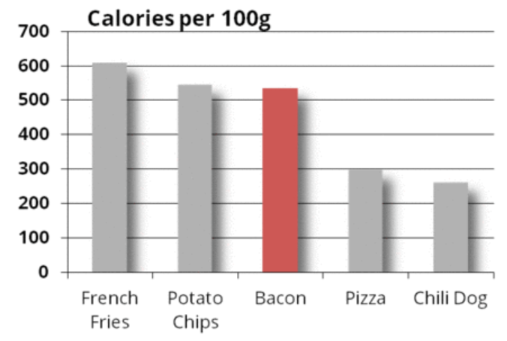 Calories per 100g
700
600
500
400
300
200
100
0
French Fries
Potato Chips
Bacon
Pizza
Chili Dog